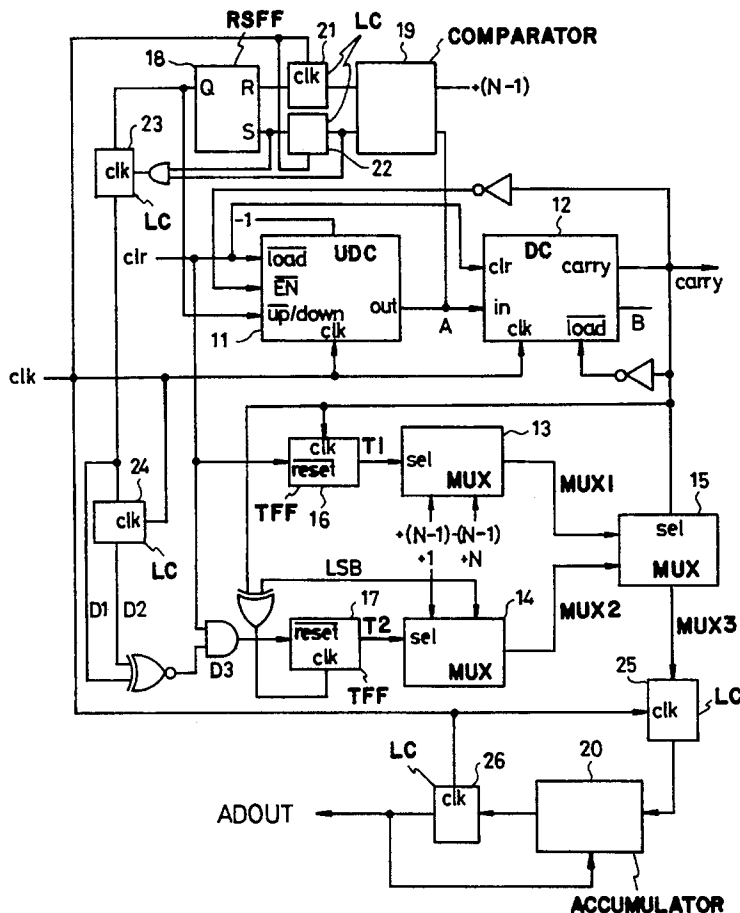 RSFF
LC
21
19
COMPARATOR
18
Q
R
clk
+(N-1)
S
23
clk
22
LC
-1
12
clr
load
UDC
EN
up/down
clk
out
11
A
DC
clr
carry
in
clk
load
B
carry
clk
24
clk
LC
clk
reset
T1
TFF
16
13
sel
MUX
MUX1
+(N-1)
-(N-1)
+1
+N
15
sel
MUX
LSB
D1
D2
D3
17
reset
clk
T2
TFF
14
sel
MUX
MUX2
MUX3
25
clk
LC
LC
26
clk
20
ADOUT
ACCUMULATOR